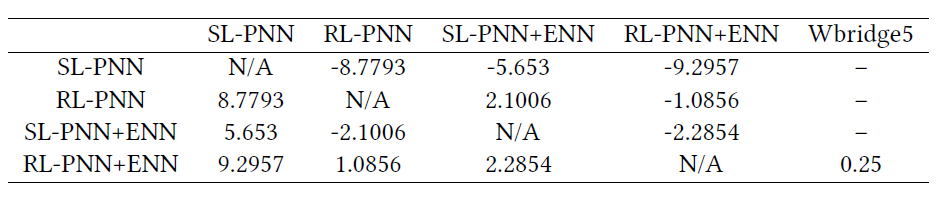 SL-PNN RL-PNN SL-PNN+ENN RL-PNN+ENN Wbridge5
SL-PNN N/A -8.7793 -5.653 -9.2957 –
RL-PNN 8.7793 N/A 2.1006 -1.0856 –
SL-PNN+ENN 5.653 -2.1006 N/A -2.2854 –
RL-PNN+ENN 9.2957 1.0856 2.2854 N/A 0.25